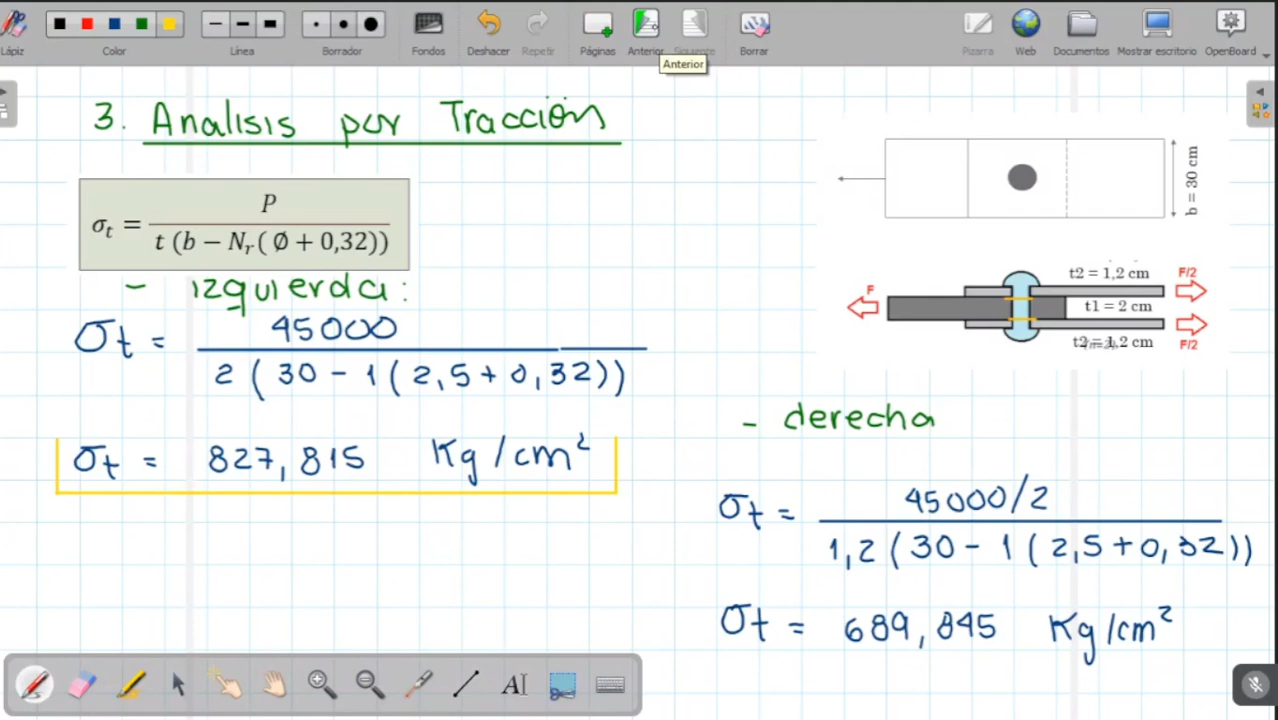 Lápiz
Color
Línea
Borrador
Fondos
Deshacer
Repetir
Páginas
Anterior
Siguiente
Borrar
Pizarra
Web
Documentos
Mostrar escritorio
OpenBoard
Anterior
3. Analisis por Tracción
σt = P / t (b − Nr( Ø + 0,32))
- izquierda:
σt = 45000 / 2 ( 30 - 1 ( 2,5 + 0,32))
σt = 827,815 Kg/cm²
b = 30 cm
t2 = 1,2 cm
F/2
F
t1 = 2 cm
t2 = 1,2 cm
F/2
- derecha
σt = 45000/2 / 1,2 ( 30 - 1 ( 2,5 + 0,32))
σt = 689,845 Kg/cm²
AI